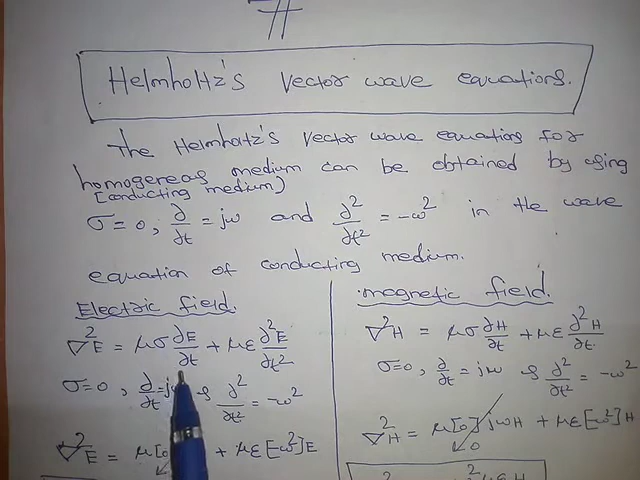 Helmholtz's Vector wave equations.
The Helmholtz's Vector wave equations for
homogereas medium can be obtained by using
[conducting medium)
σ=0, ∂/∂t = jω and ∂²/∂t² = -ω² in the wave
equation of conducting medium.
Electric field.
∇²E = μσ ∂E/∂t + με ∂²E/∂t²
σ=0, ∂/∂t = j & ∂²/∂t² = -ω²
∇²E = μ[0 + με[-ω²]E
magnetic field.
∇²H = μσ ∂H/∂t + με ∂²H/∂t².
σ=0, ∂/∂t = jω & ∂²/∂t² = -ω²
∇²H = μ[0]jωH + με[-ω²]H
0